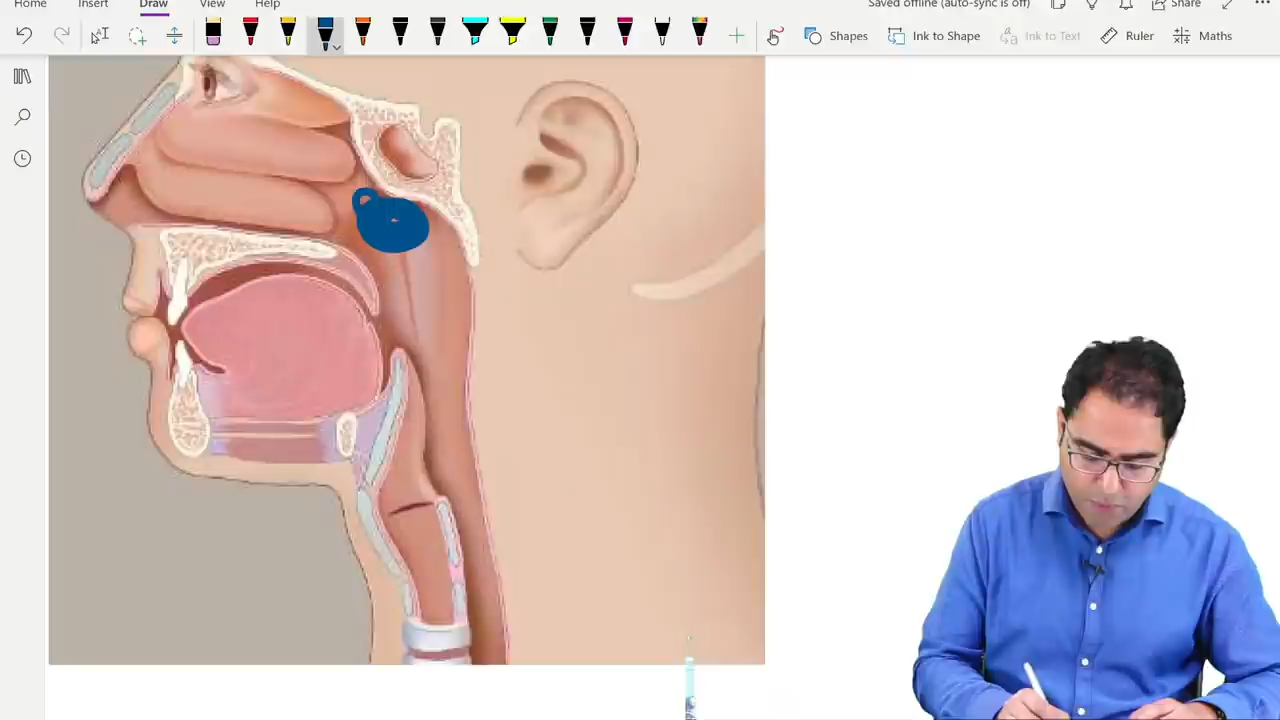 Home Insert Draw View Help Saved offline (auto-sync is off) Share
Shapes Ink to Shape Ink to Text Ruler Maths